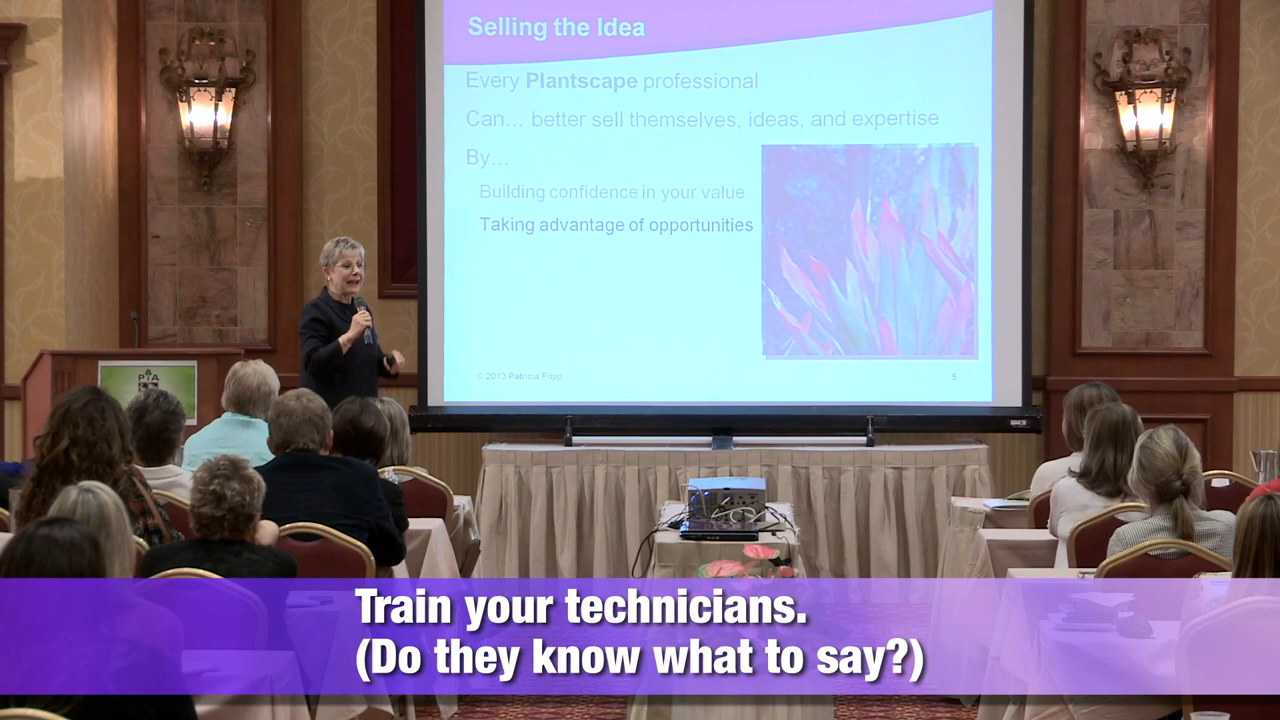 Selling the Idea
Every Plantscape professional
Can... better sell themselves, ideas, and expertise
By...
Building confidence in your value
Taking advantage of opportunities
© 2013 Patricia Fripp
5
PIA
Train your technicians.
(Do they know what to say?)